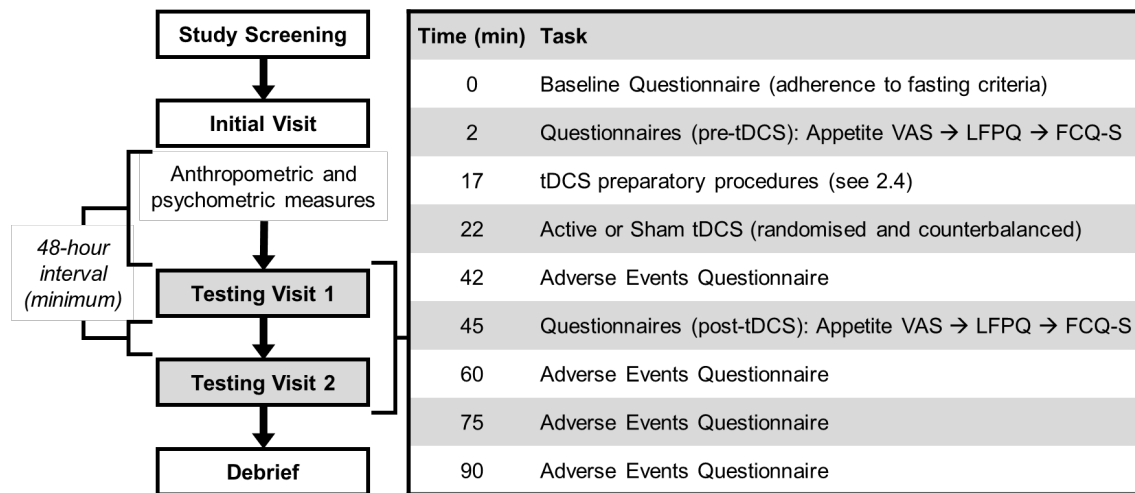 Study Screening
Initial Visit
Anthropometric and
psychometric measures
48-hour
interval
(minimum)
Testing Visit 1
Testing Visit 2
Debrief
Time (min) Task
0 Baseline Questionnaire (adherence to fasting criteria)
2 Questionnaires (pre-tDCS): Appetite VAS → LFPQ → FCQ-S
17 tDCS preparatory procedures (see 2.4)
22 Active or Sham tDCS (randomised and counterbalanced)
42 Adverse Events Questionnaire
45 Questionnaires (post-tDCS): Appetite VAS → LFPQ → FCQ-S
60 Adverse Events Questionnaire
75 Adverse Events Questionnaire
90 Adverse Events Questionnaire